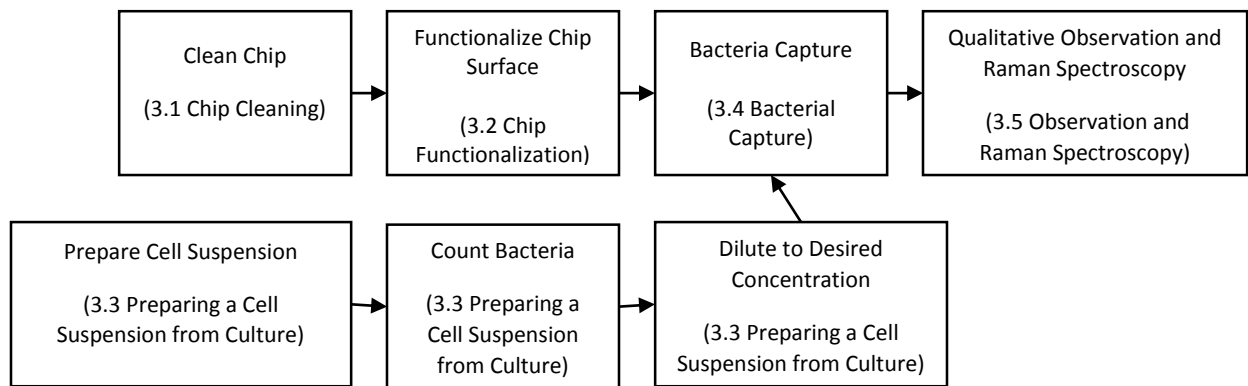 Clean Chip
(3.1 Chip Cleaning)
Functionalize Chip
Surface
(3.2 Chip
Functionalization)
Bacteria Capture
(3.4 Bacterial
Capture)
Qualitative Observation and
Raman Spectroscopy
(3.5 Observation and
Raman Spectroscopy)
Prepare Cell Suspension
(3.3 Preparing a Cell
Suspension from Culture)
Count Bacteria
(3.3 Preparing a
Cell Suspension
from Culture)
Dilute to Desired
Concentration
(3.3 Preparing a Cell
Suspension from Culture)